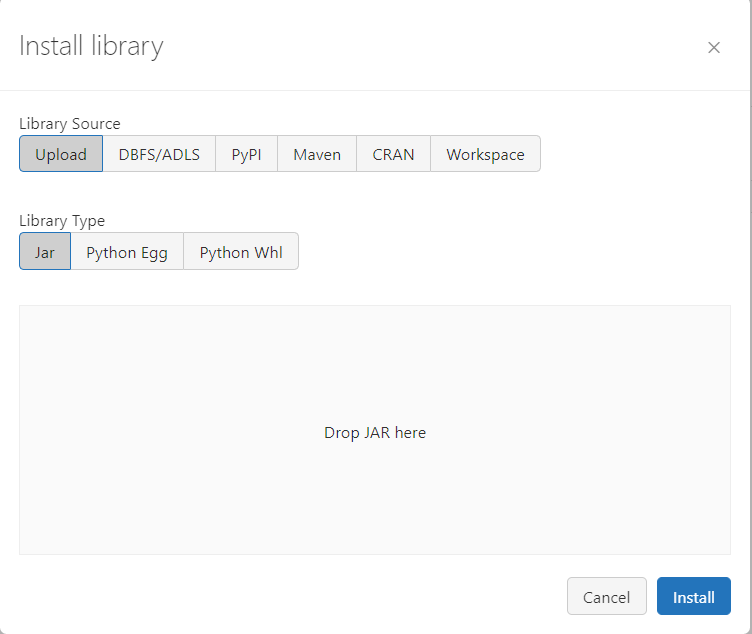 Install library
Library Source
Upload DBFS/ADLS PyPI Maven CRAN Workspace
Library Type
Jar Python Egg Python Whl
Drop JAR here
Cancel Install